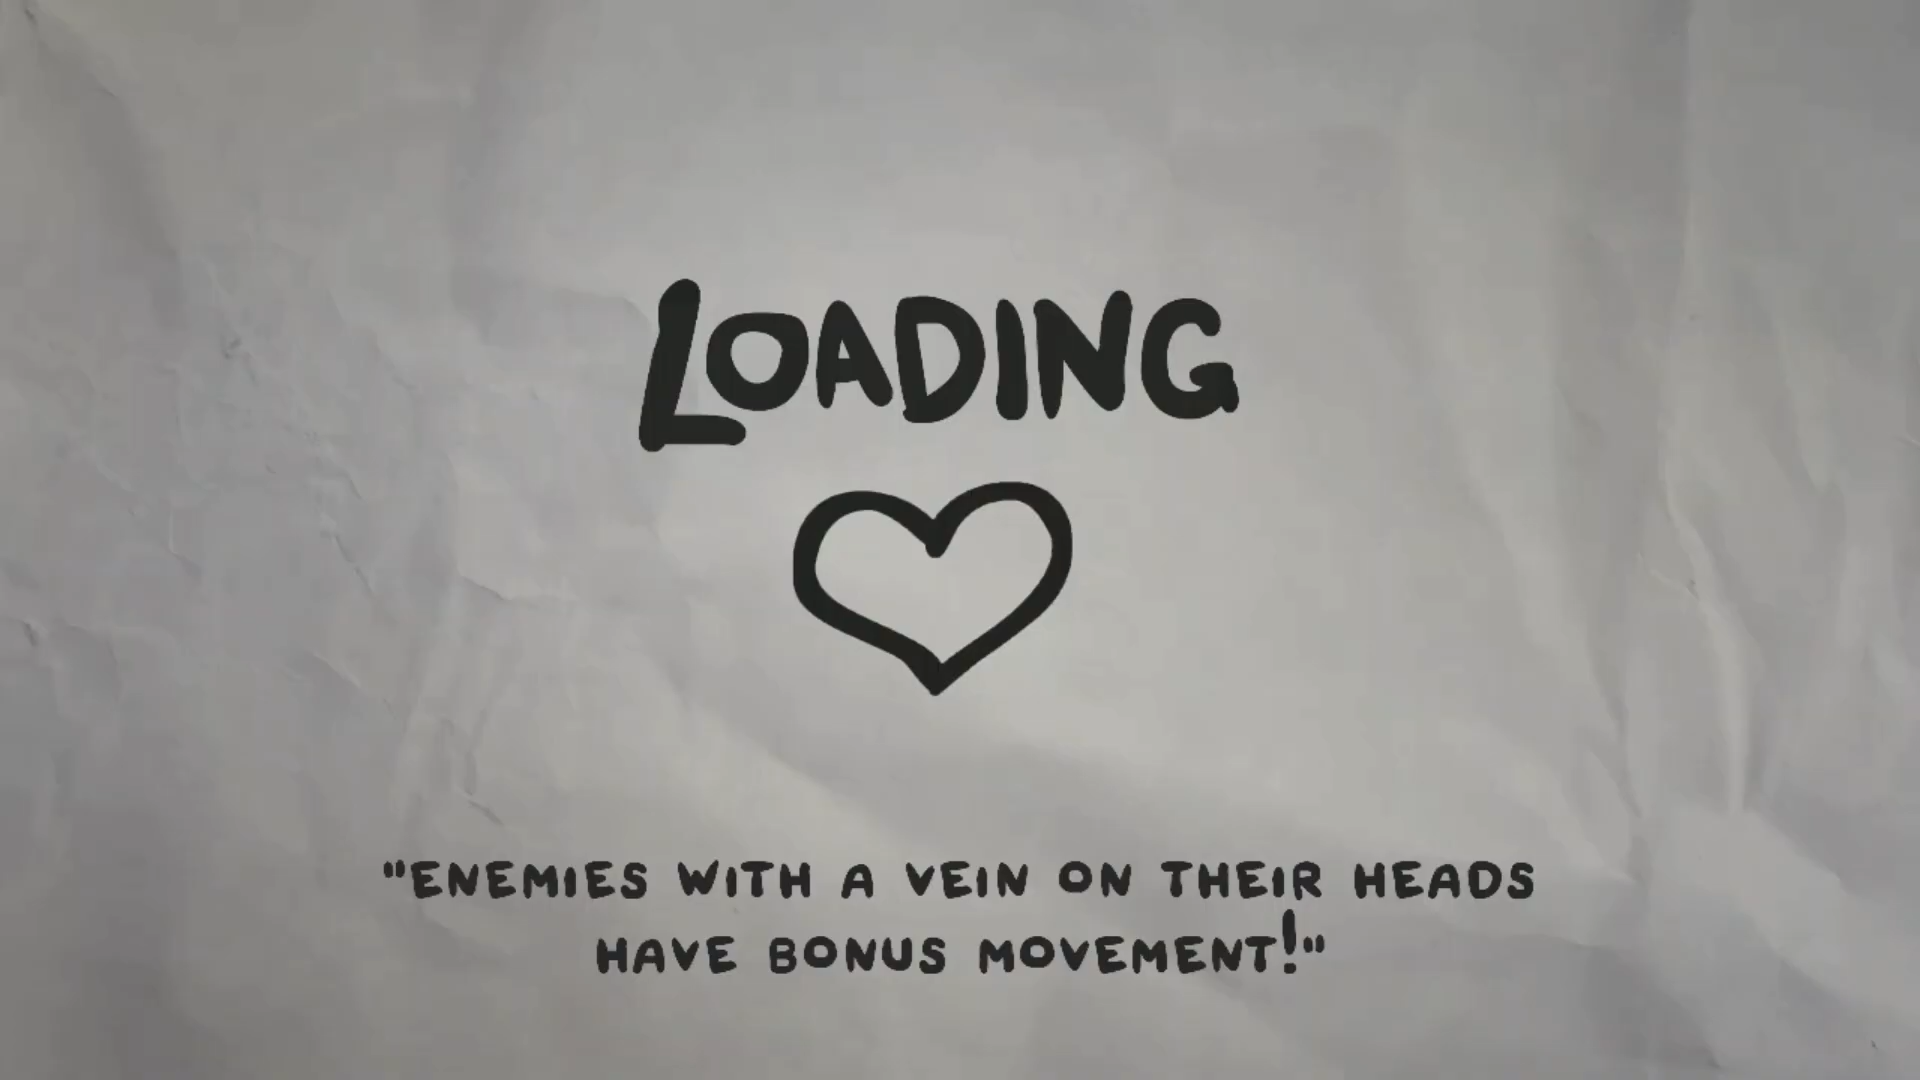 LOADING
"ENEMIES WITH A VEIN ON THEIR HEADS
HAVE BONUS MOVEMENT!"